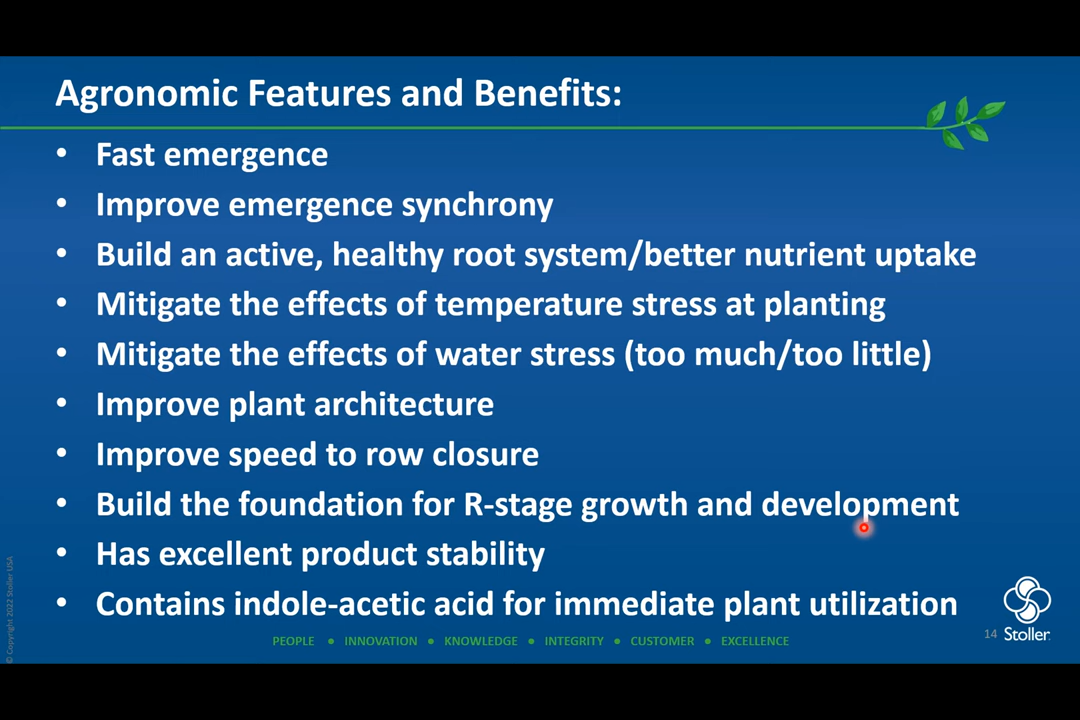 Agronomic Features and Benefits:
• Fast emergence
• Improve emergence synchrony
• Build an active, healthy root system/better nutrient uptake
• Mitigate the effects of temperature stress at planting
• Mitigate the effects of water stress (too much/too little)
• Improve plant architecture
• Improve speed to row closure
• Build the foundation for R-stage growth and development
• Has excellent product stability
• Contains indole-acetic acid for immediate plant utilization
PEOPLE • INNOVATION • KNOWLEDGE • INTEGRITY • CUSTOMER • EXCELLENCE
14
Stoller
© Copyright 2022 Stoller USA